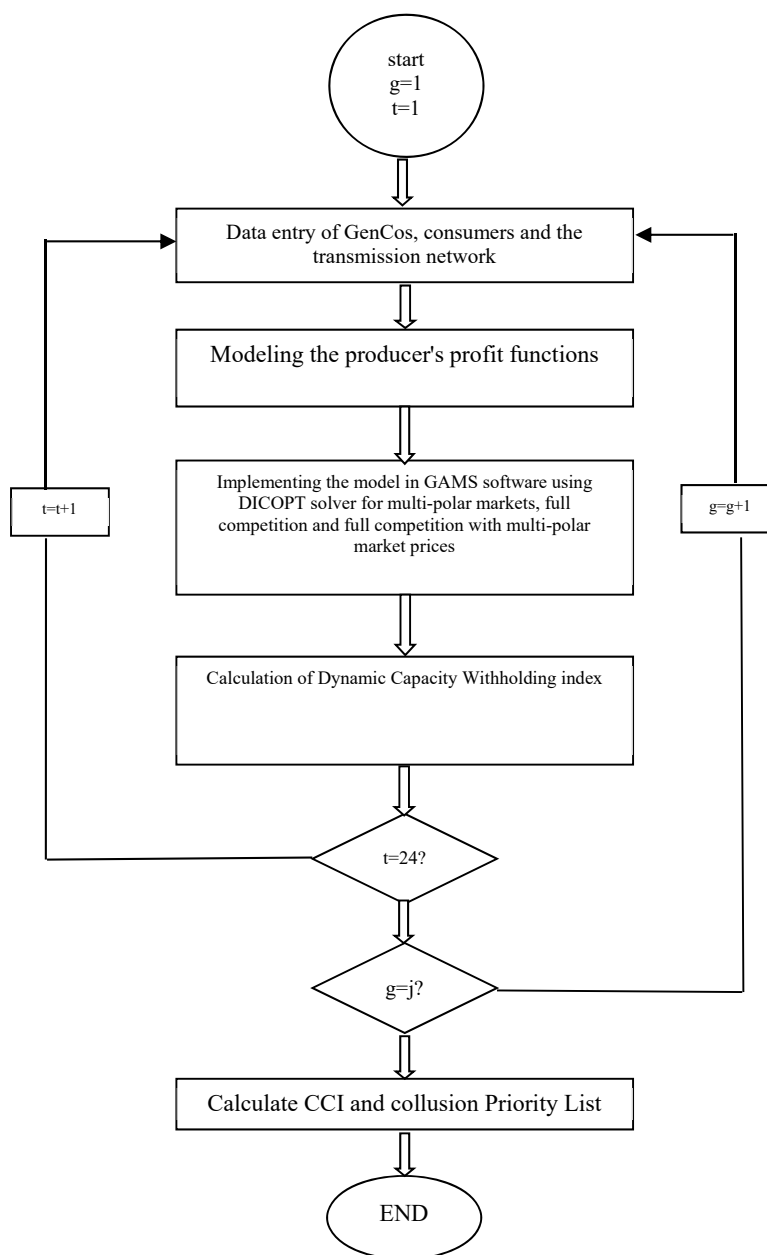 start
g=1
t=1
Data entry of GenCos, consumers and the
transmission network
Modeling the producer's profit functions
Implementing the model in GAMS software using
DICOPT solver for multi-polar markets, full
competition and full competition with multi-polar
market prices
t=t+1
g=g+1
Calculation of Dynamic Capacity Withholding index
t=24?
g=j?
Calculate CCI and collusion Priority List
END